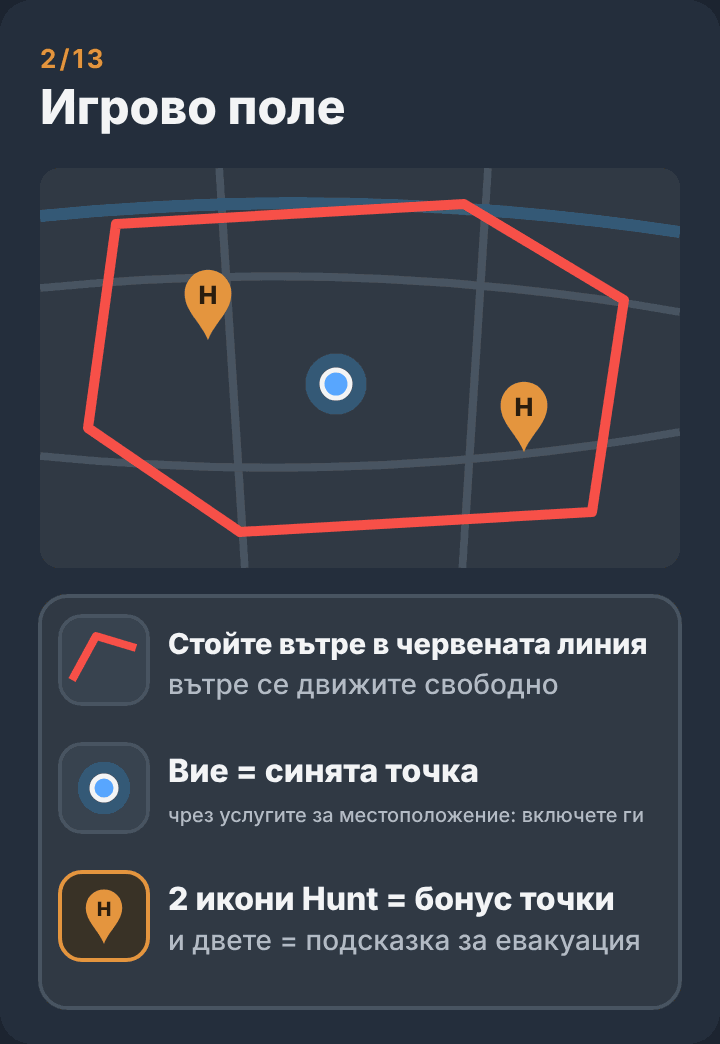 2/13
Игрово поле
H
H
Стойте вътре в червената линия
вътре се движите свободно
Вие = синята точка
чрез услугите за местоположение: включете ги
H
2 икони Hunt = бонус точки
и двете = подсказка за евакуация